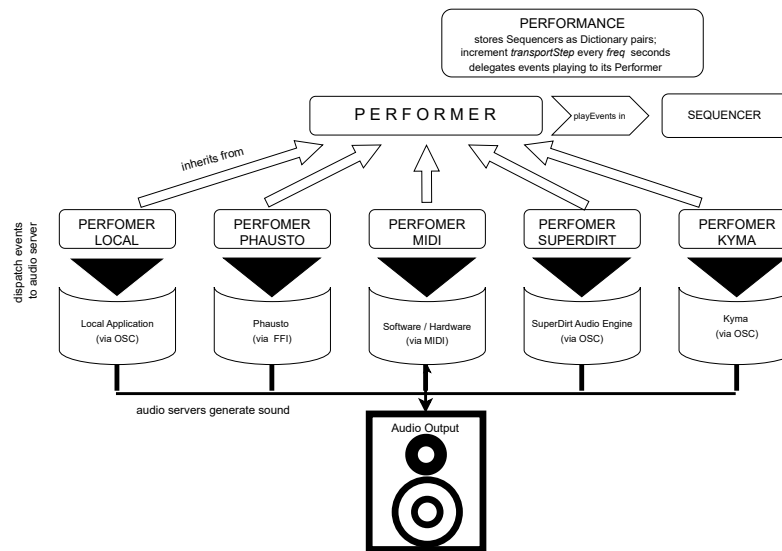 PERFORMANCE
stores Sequencers as Dictionary pairs;
increment transportStep every freq seconds
delegates events playing to its Performer
PERFORMER
playEvents in
SEQUENCER
inherits from
dispatch events
to audio server
PERFOMER
LOCAL
PERFOMER
PHAUSTO
PERFOMER
MIDI
PERFOMER
SUPERDIRT
PERFOMER
KYMA
Local Application
(via OSC)
Phausto
(via FFI)
Software / Hardware
(via MIDI)
SuperDirt Audio Engine
(via OSC)
Kyma
(via OSC)
audio servers generate sound
Audio Output